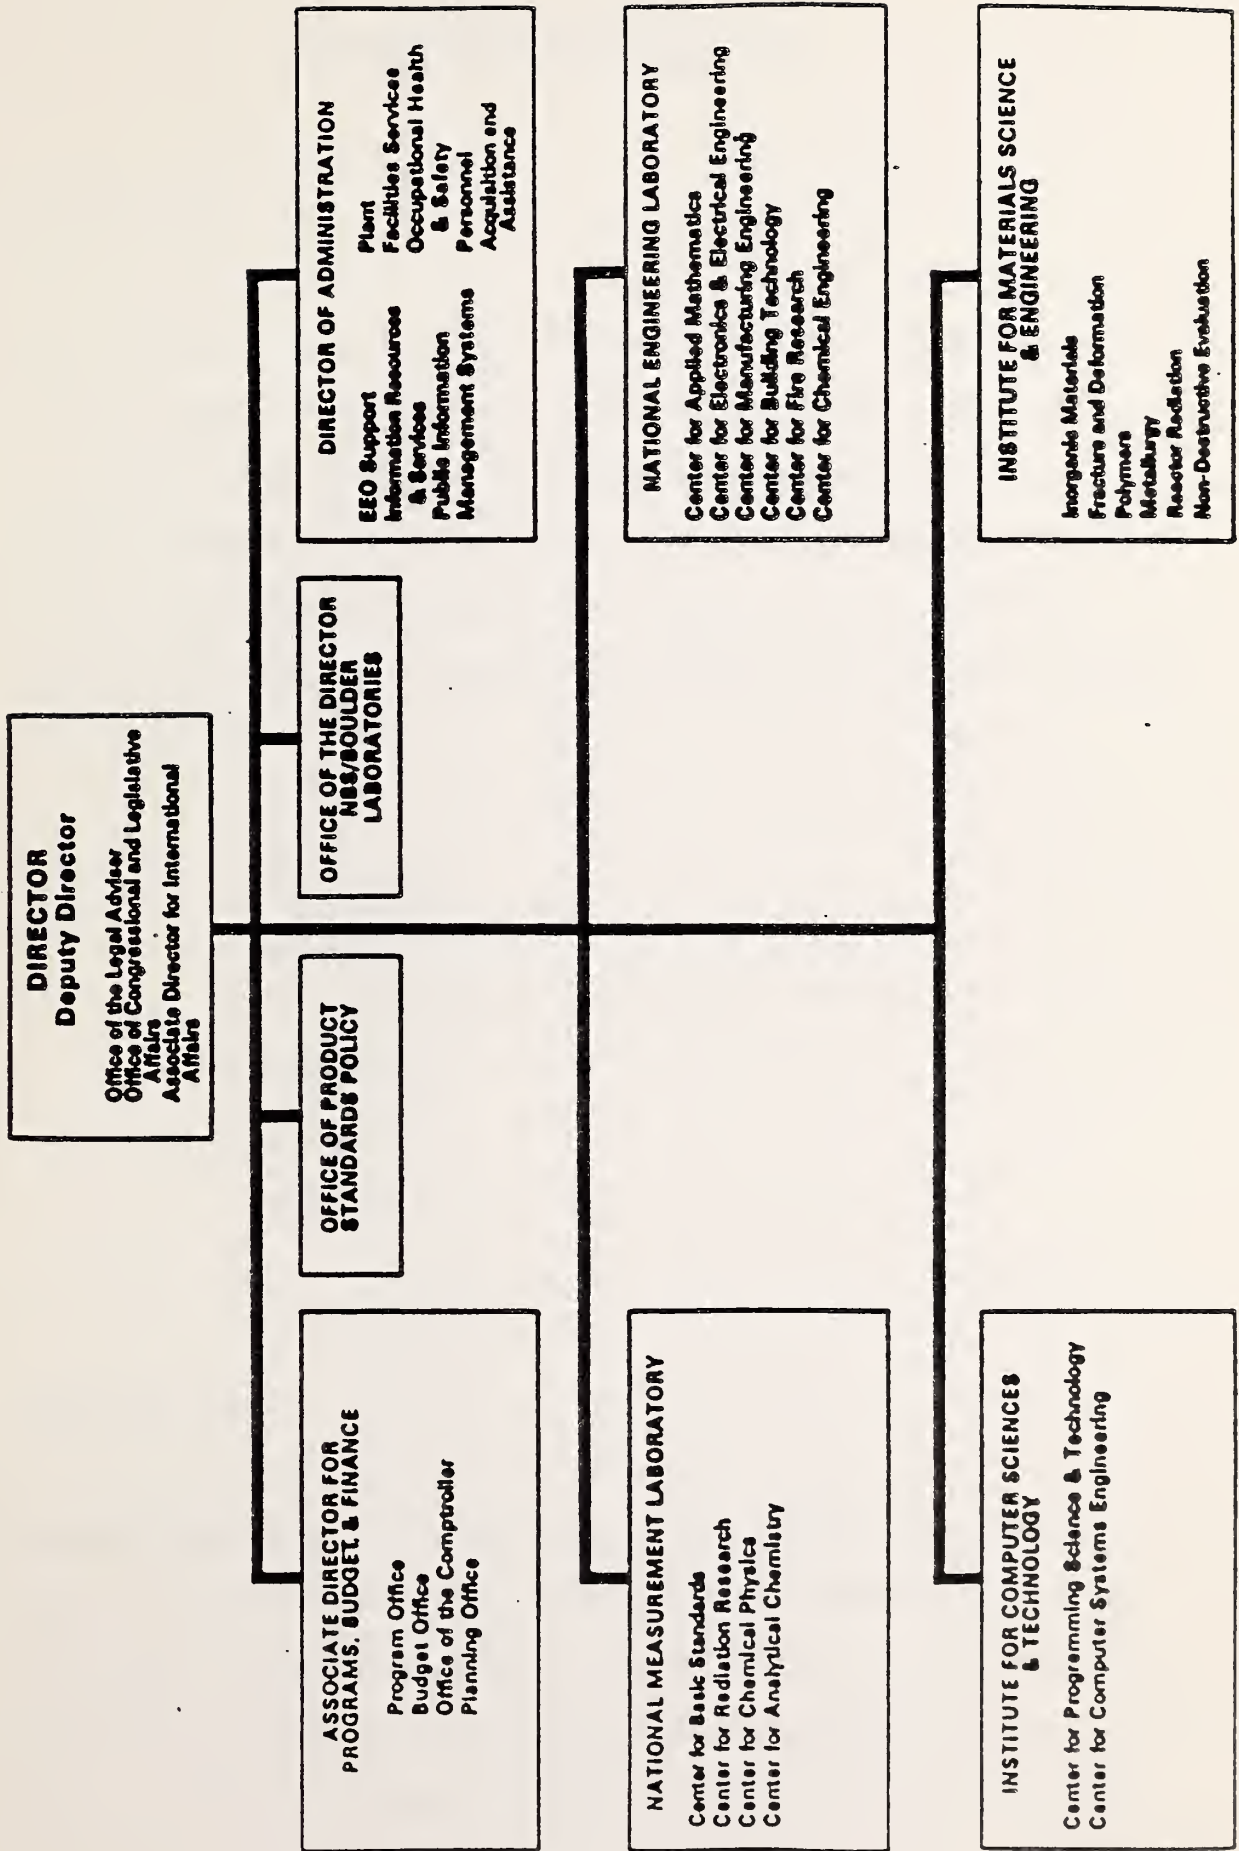 DIRECTOR
Deputy Director
Office of the Legal Adviser
Office of Congressional and Legislative
Affairs
Associate Director for International
Affairs
ASSOCIATE DIRECTOR FOR
PROGRAMS, BUDGET, & FINANCE
Program Office
Budget Office
Office of the Comptroller
Planning Office
OFFICE OF PRODUCT
STANDARDS POLICY
OFFICE OF THE DIRECTOR
NBS/BOULDER
LABORATORIES
DIRECTOR OF ADMINISTRATION
EEO Support
Information Resources
& Services
Public Information
Management Systems
Plant
Facilities Services
Occupational Health
& Safety
Personnel
Acquisition and
Assistance
NATIONAL MEASUREMENT LABORATORY
Center for Basic Standards
Center for Radiation Research
Center for Chemical Physics
Center for Analytical Chemistry
NATIONAL ENGINEERING LABORATORY
Center for Applied Mathematics
Center for Electronics & Electrical Engineering
Center for Manufacturing Engineering
Center for Building Technology
Center for Fire Research
Center for Chemical Engineering
INSTITUTE FOR COMPUTER SCIENCES
& TECHNOLOGY
Center for Programming Science & Technology
Center for Computer Systems Engineering
INSTITUTE FOR MATERIALS SCIENCE
& ENGINEERING
Inorganic Materials
Fracture and Deformation
Polymers
Metallurgy
Reactor Radiation
Non-Destructive Evaluation